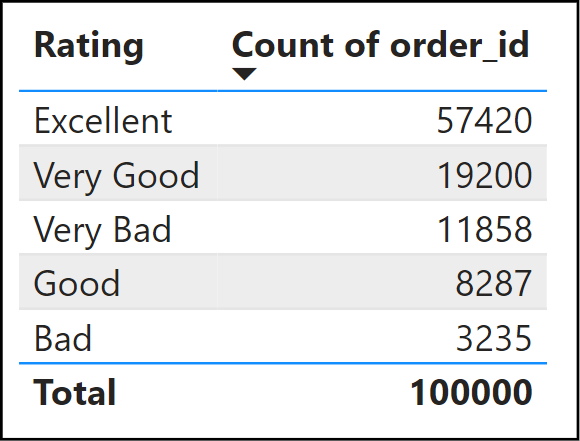 Rating Count of order_id
Excellent 57420
Very Good 19200
Very Bad 11858
Good 8287
Bad 3235
Total 100000